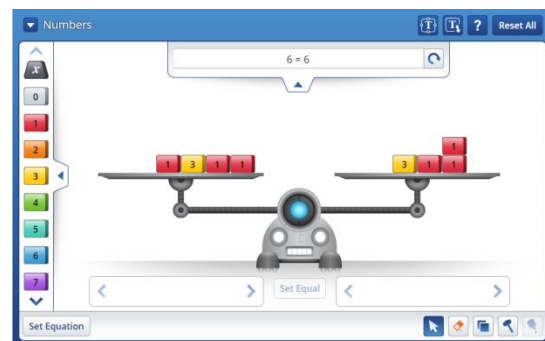 Numbers
T
T
?
Reset All
6 = 6
x
0
1
2
3
4
5
6
7
1 3 1 1
1
3 1 1
Set Equal
Set Equation